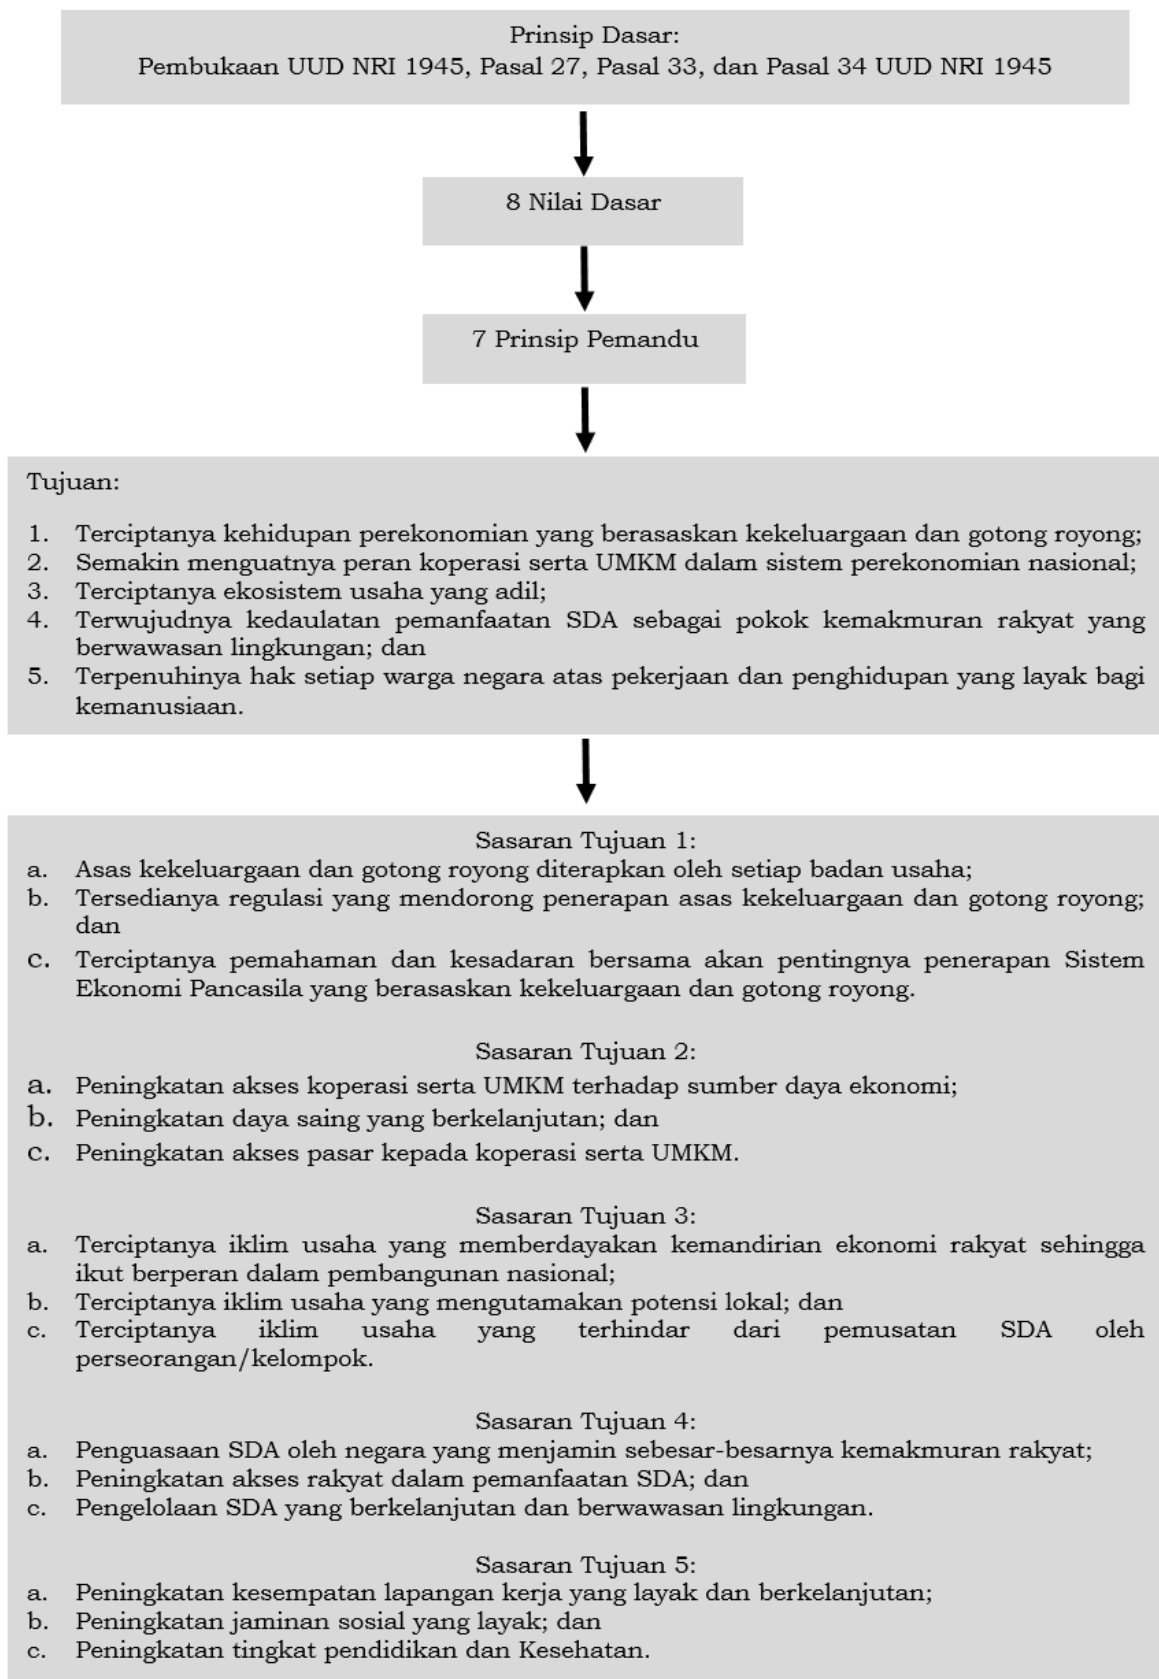 Prinsip Dasar:
Pembukaan UUD NRI 1945, Pasal 27, Pasal 33, dan Pasal 34 UUD NRI 1945
8 Nilai Dasar
7 Prinsip Pemandu
Tujuan:
1. Terciptanya kehidupan perekonomian yang berasaskan kekeluargaan dan gotong royong;
2. Semakin menguatnya peran koperasi serta UMKM dalam sistem perekonomian nasional;
3. Terciptanya ekosistem usaha yang adil;
4. Terwujudnya kedaulatan pemanfaatan SDA sebagai pokok kemakmuran rakyat yang
berwawasan lingkungan; dan
5. Terpenuhinya hak setiap warga negara atas pekerjaan dan penghidupan yang layak bagi
kemanusiaan.
Sasaran Tujuan 1:
a. Asas kekeluargaan dan gotong royong diterapkan oleh setiap badan usaha;
b. Tersedianya regulasi yang mendorong penerapan asas kekeluargaan dan gotong royong;
dan
c. Terciptanya pemahaman dan kesadaran bersama akan pentingnya penerapan Sistem
Ekonomi Pancasila yang berasaskan kekeluargaan dan gotong royong.
Sasaran Tujuan 2:
a. Peningkatan akses koperasi serta UMKM terhadap sumber daya ekonomi;
b. Peningkatan daya saing yang berkelanjutan; dan
c. Peningkatan akses pasar kepada koperasi serta UMKM.
Sasaran Tujuan 3:
a. Terciptanya iklim usaha yang memberdayakan kemandirian ekonomi rakyat sehingga
ikut berperan dalam pembangunan nasional;
b. Terciptanya iklim usaha yang mengutamakan potensi lokal; dan
c. Terciptanya iklim usaha yang terhindar dari pemusatan SDA oleh
perseorangan/kelompok.
Sasaran Tujuan 4:
a. Penguasaan SDA oleh negara yang menjamin sebesar-besarnya kemakmuran rakyat;
b. Peningkatan akses rakyat dalam pemanfaatan SDA; dan
c. Pengelolaan SDA yang berkelanjutan dan berwawasan lingkungan.
Sasaran Tujuan 5:
a. Peningkatan kesempatan lapangan kerja yang layak dan berkelanjutan;
b. Peningkatan jaminan sosial yang layak; dan
c. Peningkatan tingkat pendidikan dan Kesehatan.